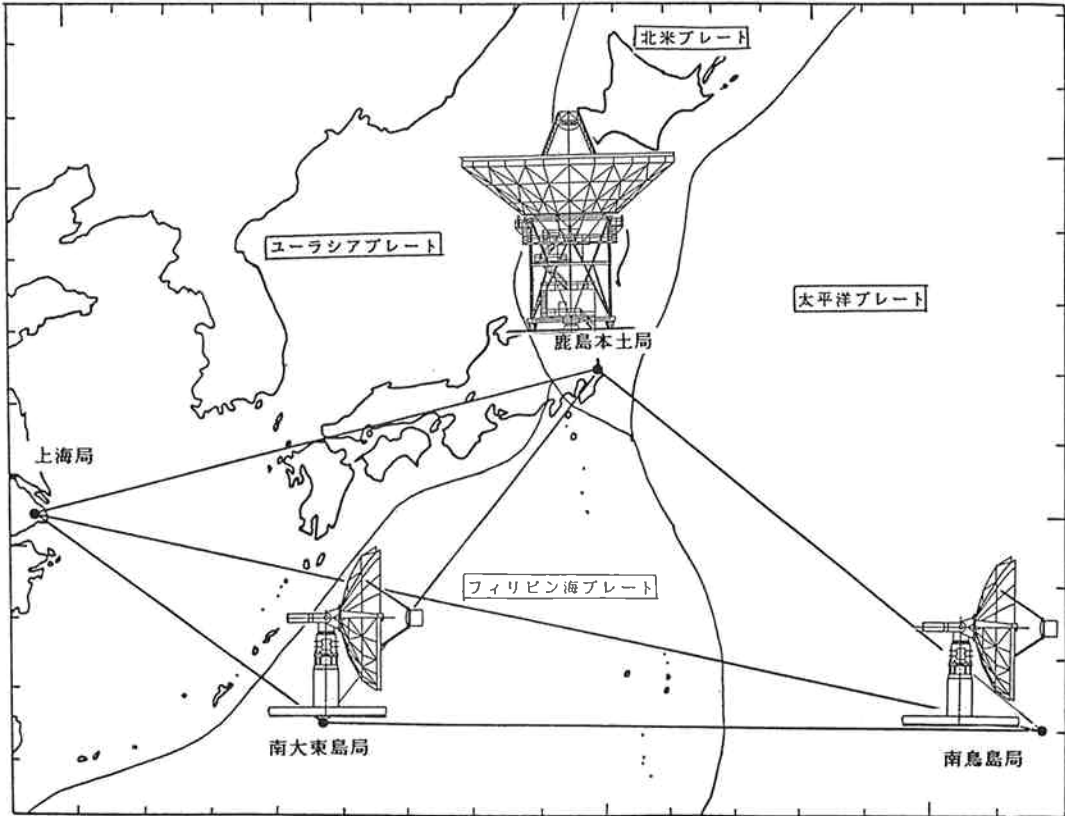 北米プレート
ユーラシアプレート
太平洋プレート
鹿島本土局
上海局
フィリピン海プレート
南大東島局
南鳥島局